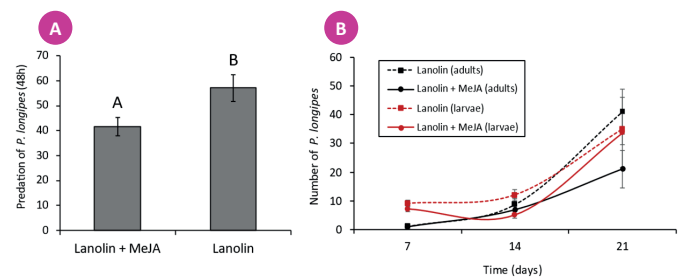 A
Predation of P. longipes (48h)
70
60
50
40
30
20
10
0
A
B
Lanolin + MeJA
Lanolin
B
Number of P. longipes
60
50
40
30
20
10
0
Lanolin (adults)
Lanolin + MeJA (adults)
Lanolin (larvae)
Lanolin + MeJA (larvae)
7
14
21
Time (days)